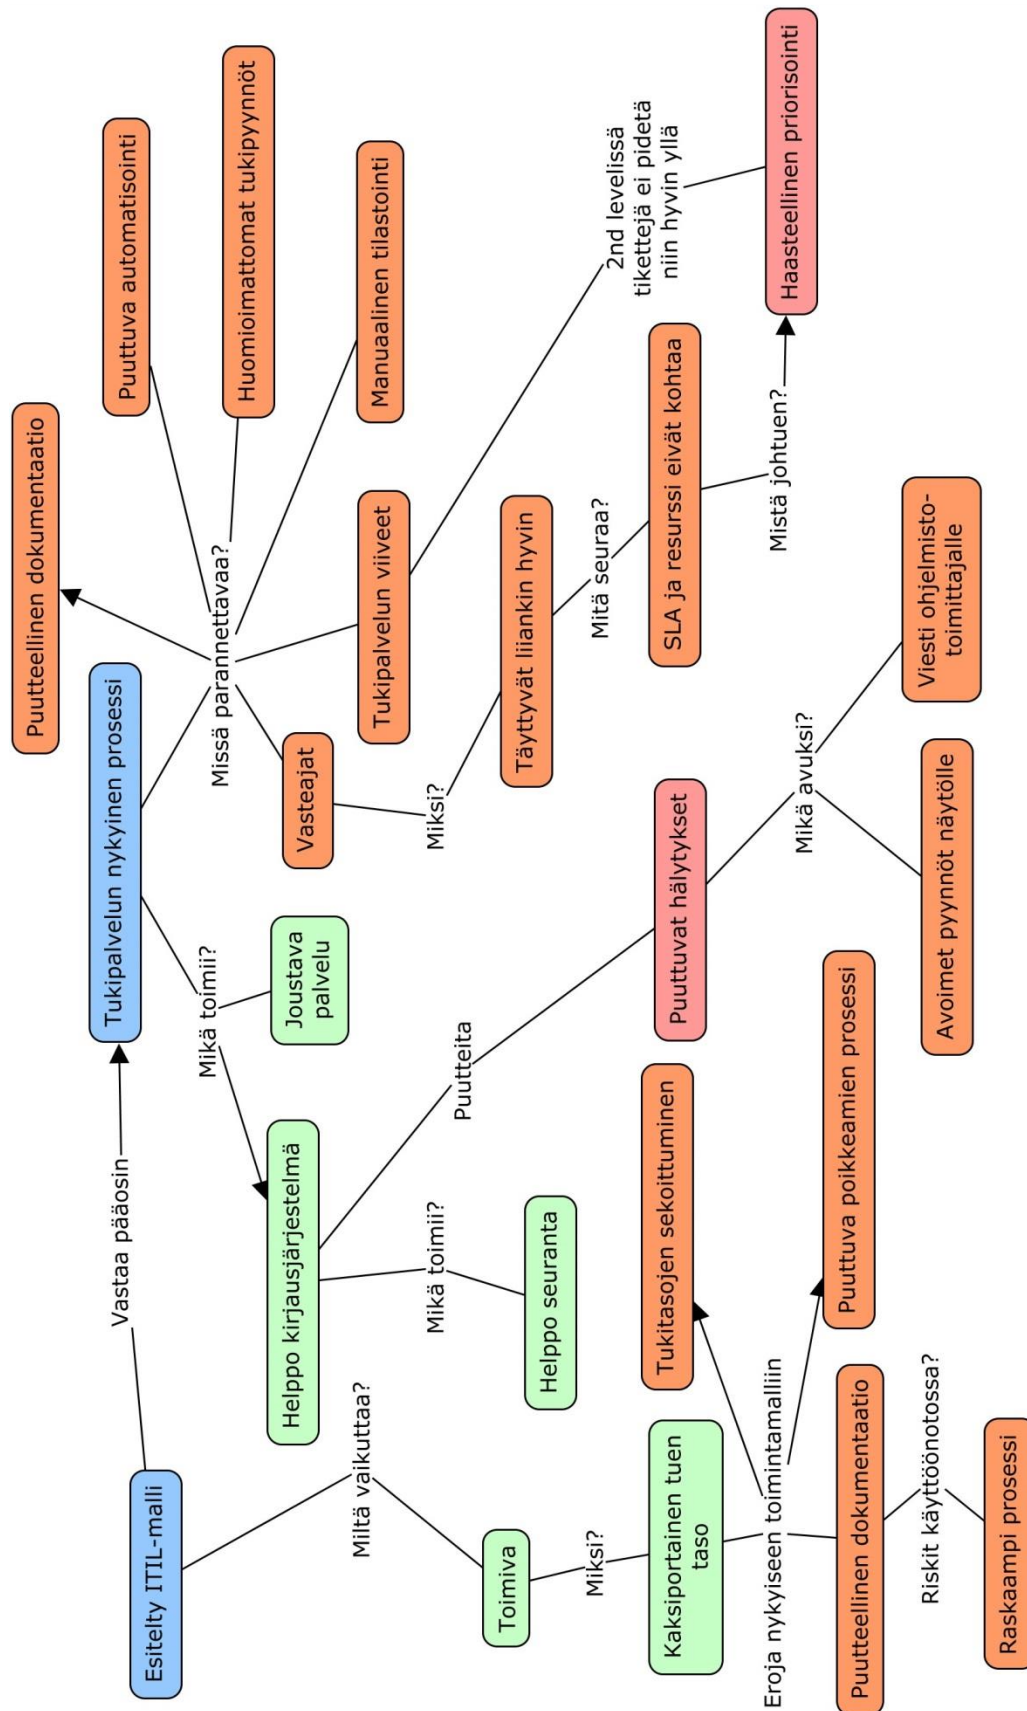 Esitelty ITIL-malli
Vastaa pääosin
Tukipalvelun nykyinen prosessi
Miltä vaikuttaa?
Toimiva
Miksi?
Kaksiportainen tuen
taso
Eroja nykyiseen toimintamalliin
Tukitasojen sekoittuminen
Puuttuva poikkeamien prosessi
Puutteellinen dokumentaatio
Riskit käyttöönotossa?
Raskaampi prosessi
Mikä toimii?
Joustava
palvelu
Helppo kirjausjärjestelmä
Mikä toimii?
Helppo seuranta
Puutteita
Puuttuvat hälytykset
Mikä avuksi?
Avoimet pyynnöt näytölle
Viesti ohjelmisto-
toimittajalle
Missä parannettavaa?
Puutteellinen dokumentaatio
Puuttuva automatisointi
Huomioimattomat tukipyynnöt
Manuaalinen tilastointi
Tukipalvelun viiveet
Vasteajat
Miksi?
Täyttyvät liiankin hyvin
Mitä seuraa?
SLA ja resurssi eivät kohtaa
Mistä johtuen?
2nd levelissä
tikettejä ei pidetä
niin hyvin yllä
Haasteellinen priorisointi